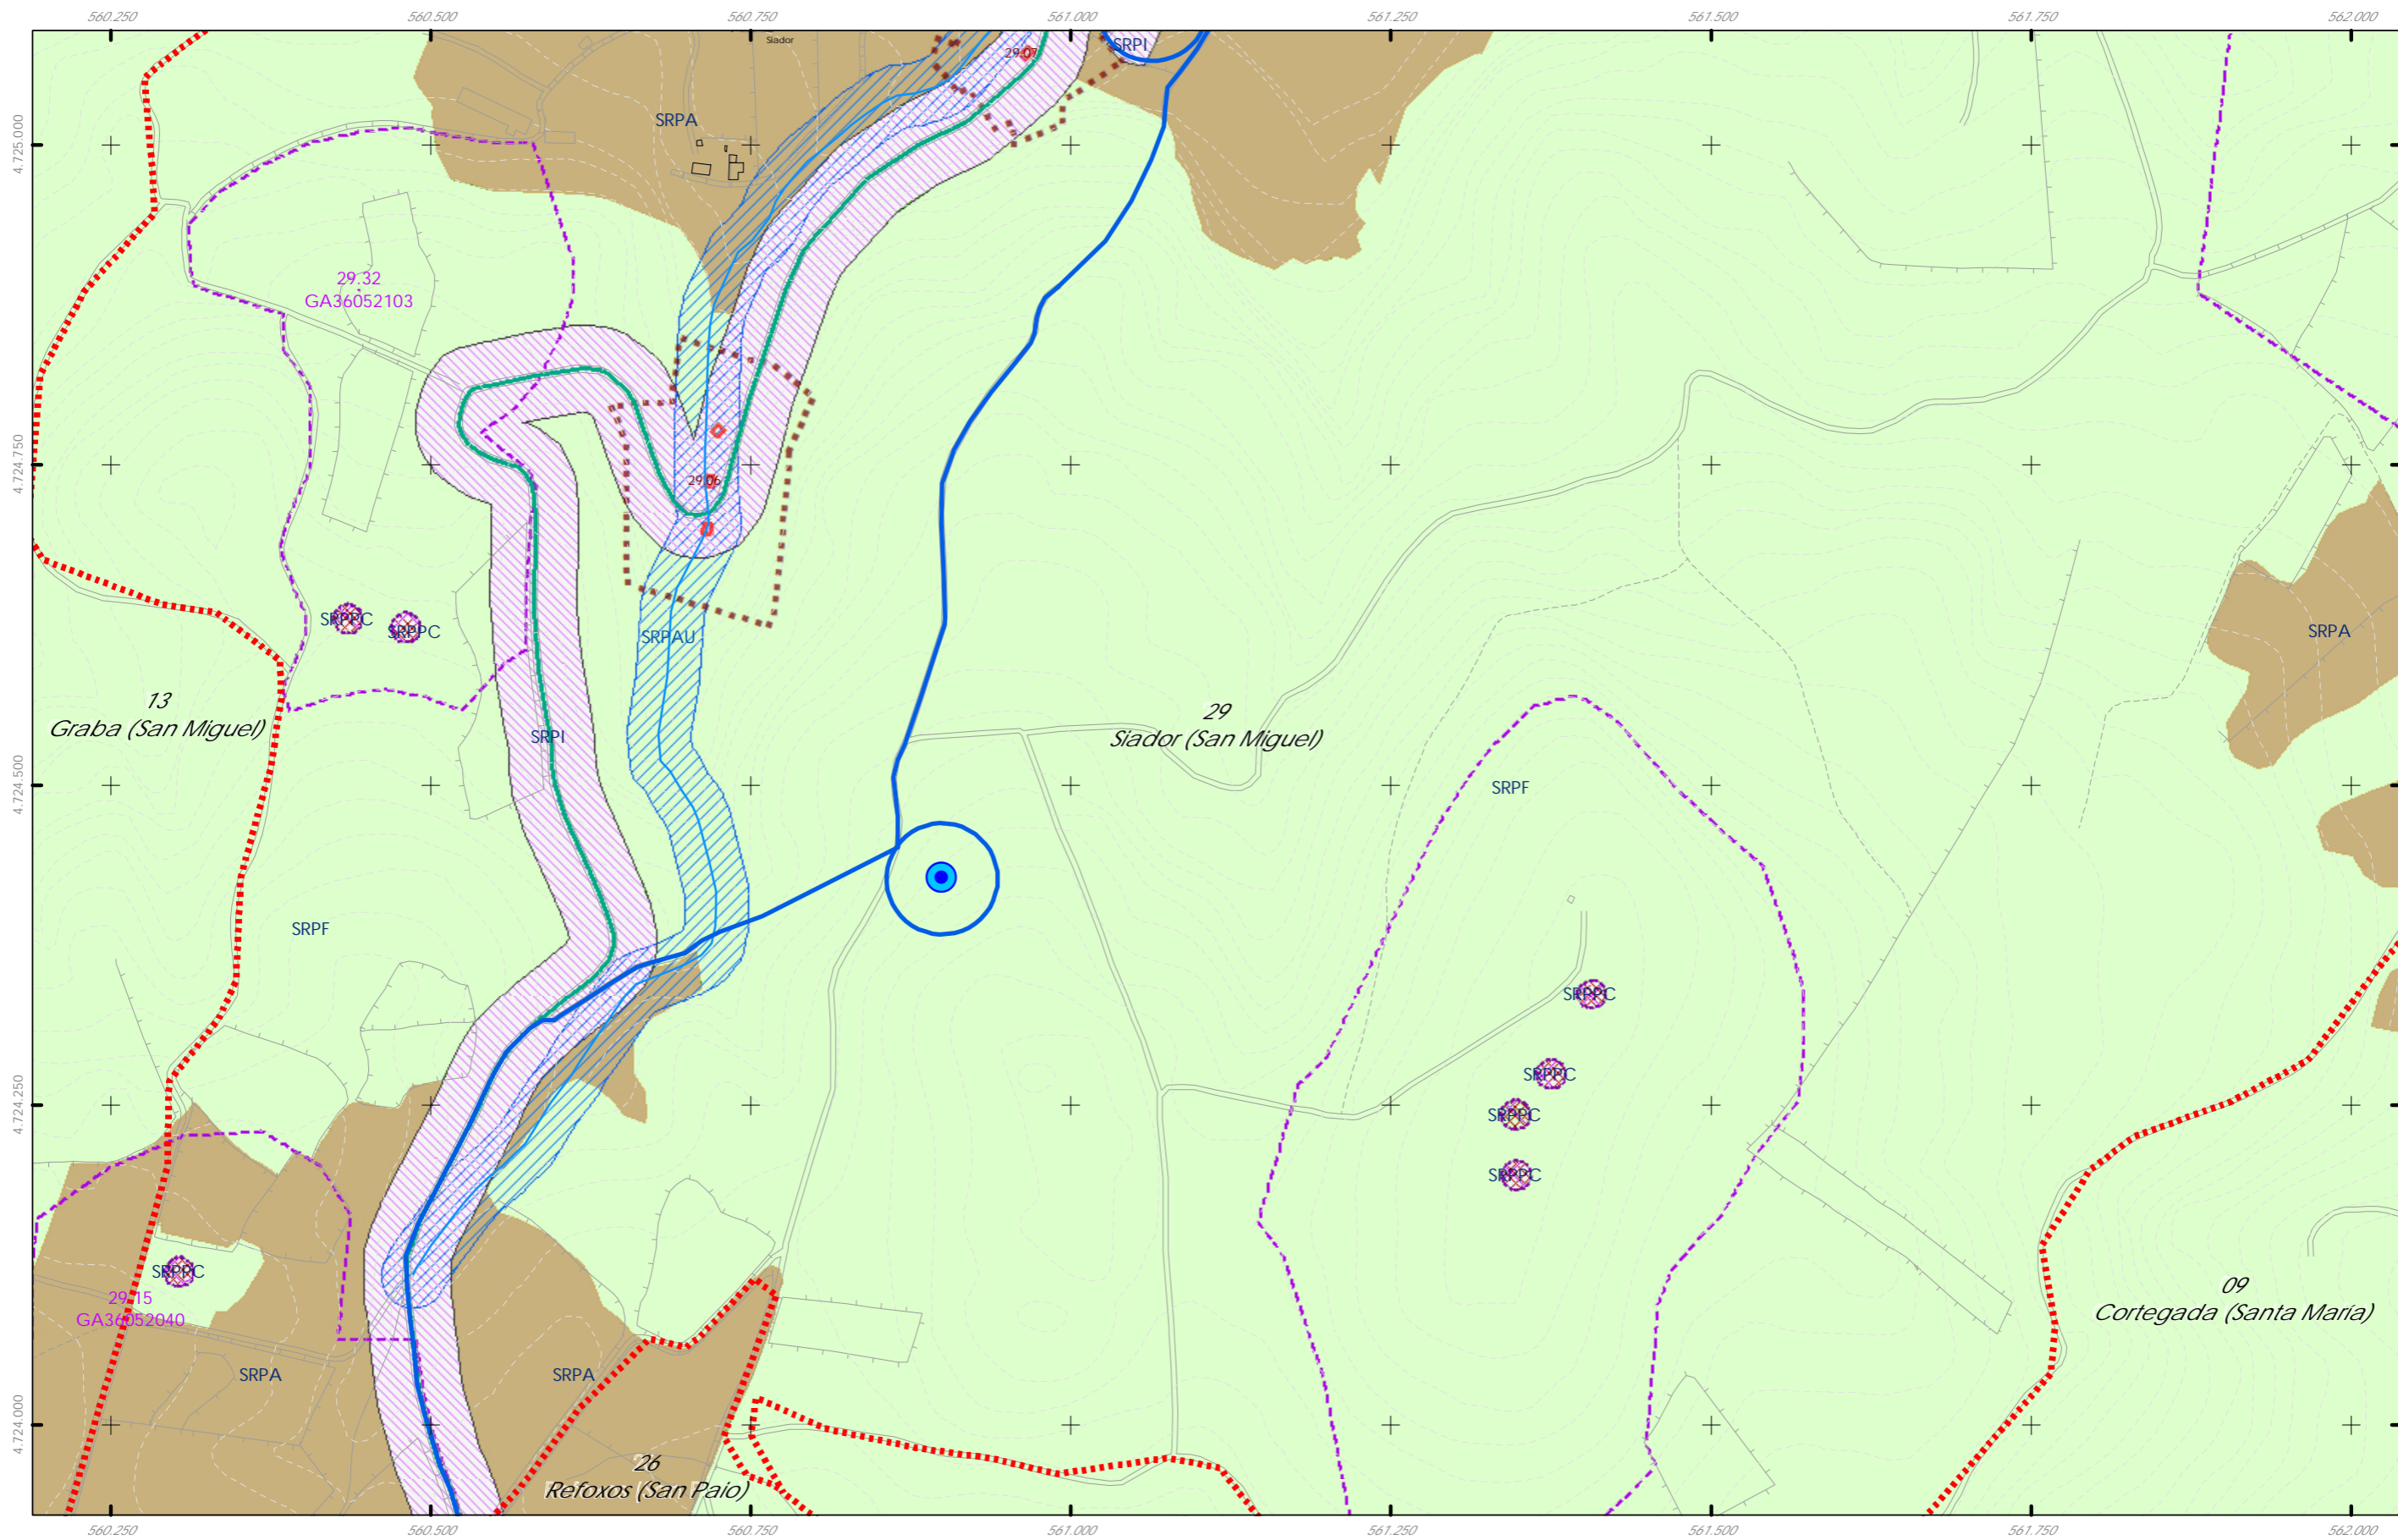 560.250 560.500 560.750 561.000 561.250 561.500 561.750 562.000
Siador
29.07
SRPI
SRPA
4.725.000
29.32
GA36052103
4.724.750
29.06
SRPPC
SRPPC
SRPAU
SRPA
13
Graba (San Miguel)
29
Siador (San Miguel)
SRPI
4.724.500
SRPF
SRPF
SRPPC
SRPPC
4.724.250
SRPPC
SRPPC
SRPPC
29.15
GA36052040
09
Cortegada (Santa María)
SRPA
SRPA
4.724.000
26
Refoxos (San Paio)
560.250 560.500 560.750 561.000 561.250 561.500 561.750 562.000